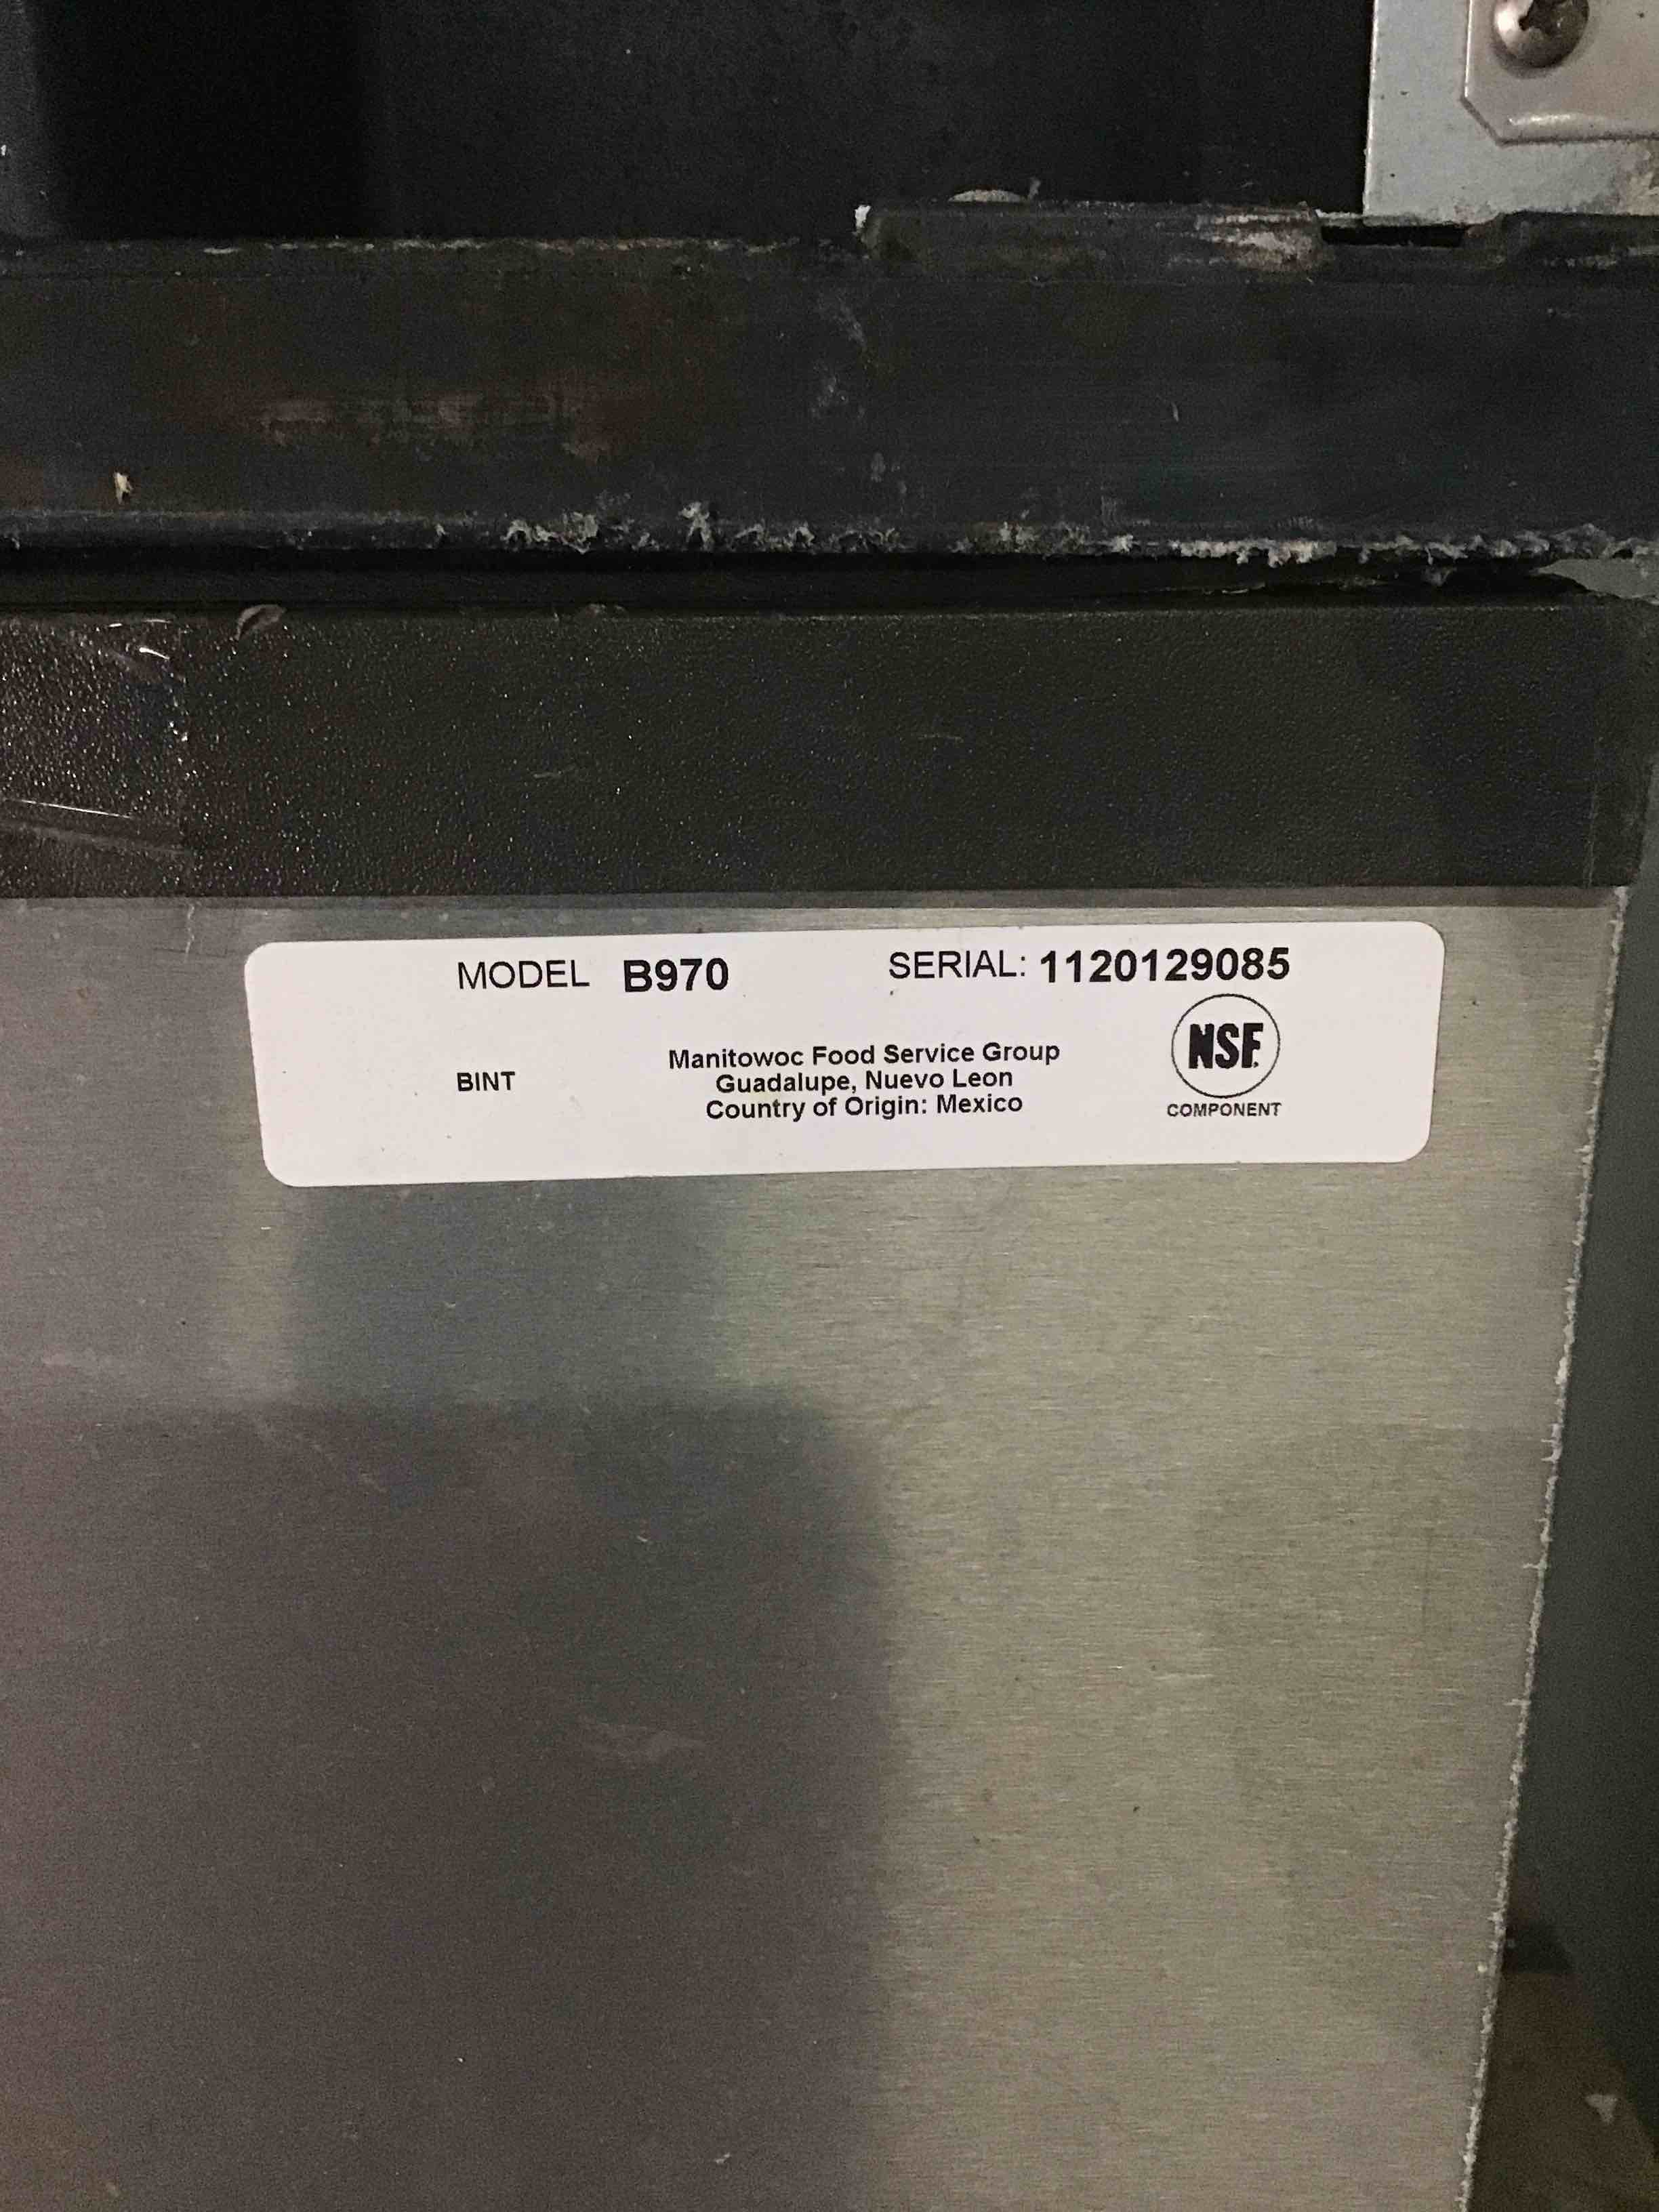 MODEL B970 SERIAL: 1120129085
BINT
Manitowoc Food Service Group
Guadalupe, Nuevo Leon
Country of Origin: Mexico
NSF.
COMPONENT